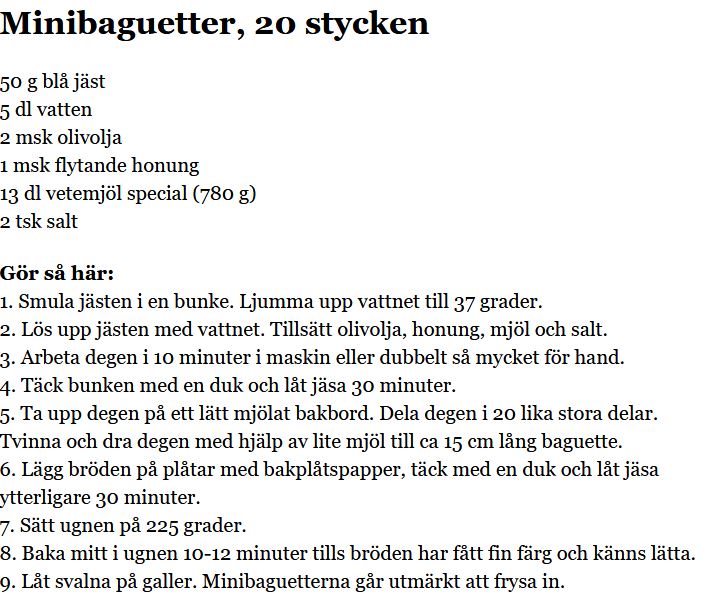 Minibaguetter, 20 stycken
50 g blå jäst
5 dl vatten
2 msk olivolja
1 msk flytande honung
13 dl vetemjöl special (780 g)
2 tsk salt
Gör så här:
1. Smula jästen i en bunke. Ljumma upp vattnet till 37 grader.
2. Lös upp jästen med vattnet. Tillsätt olivolja, honung, mjöl och salt.
3. Arbeta degen i 10 minuter i maskin eller dubbelt så mycket för hand.
4. Täck bunken med en duk och låt jäsa 30 minuter.
5. Ta upp degen på ett lätt mjölat bakbord. Dela degen i 20 lika stora delar.
Tvinna och dra degen med hjälp av lite mjöl till ca 15 cm lång baguette.
6. Lägg bröden på plåtar med bakplåtspapper, täck med en duk och låt jäsa
ytterligare 30 minuter.
7. Sätt ugnen på 225 grader.
8. Baka mitt i ugnen 10-12 minuter tills bröden har fått fin färg och känns lätta.
9. Låt svalna på galler. Minibaguetterna går utmärkt att frysa in.